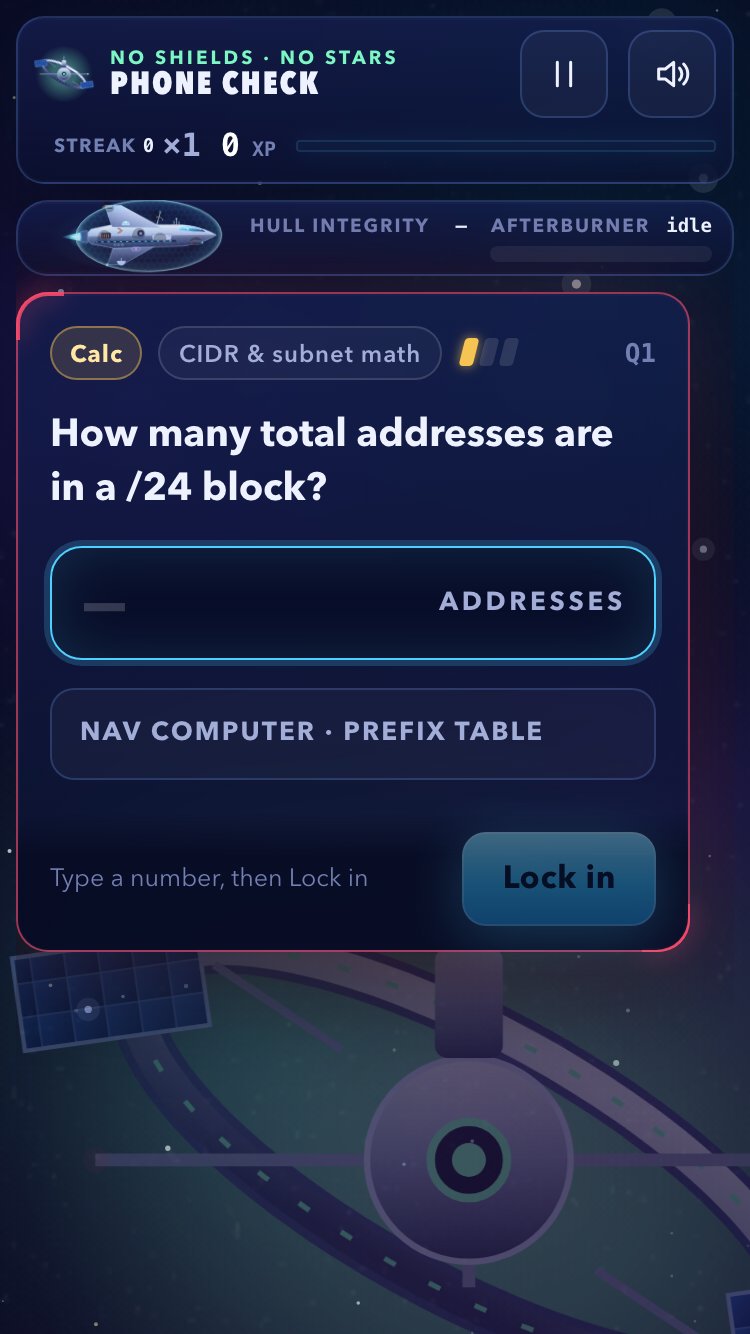 NO SHIELDS · NO STARS
PHONE CHECK
STREAK 0 ×1 0 XP
HULL INTEGRITY – AFTERBURNER idle
Calc CIDR & subnet math Q1
How many total addresses are
in a /24 block?
ADDRESSES
NAV COMPUTER · PREFIX TABLE
Type a number, then Lock in Lock in